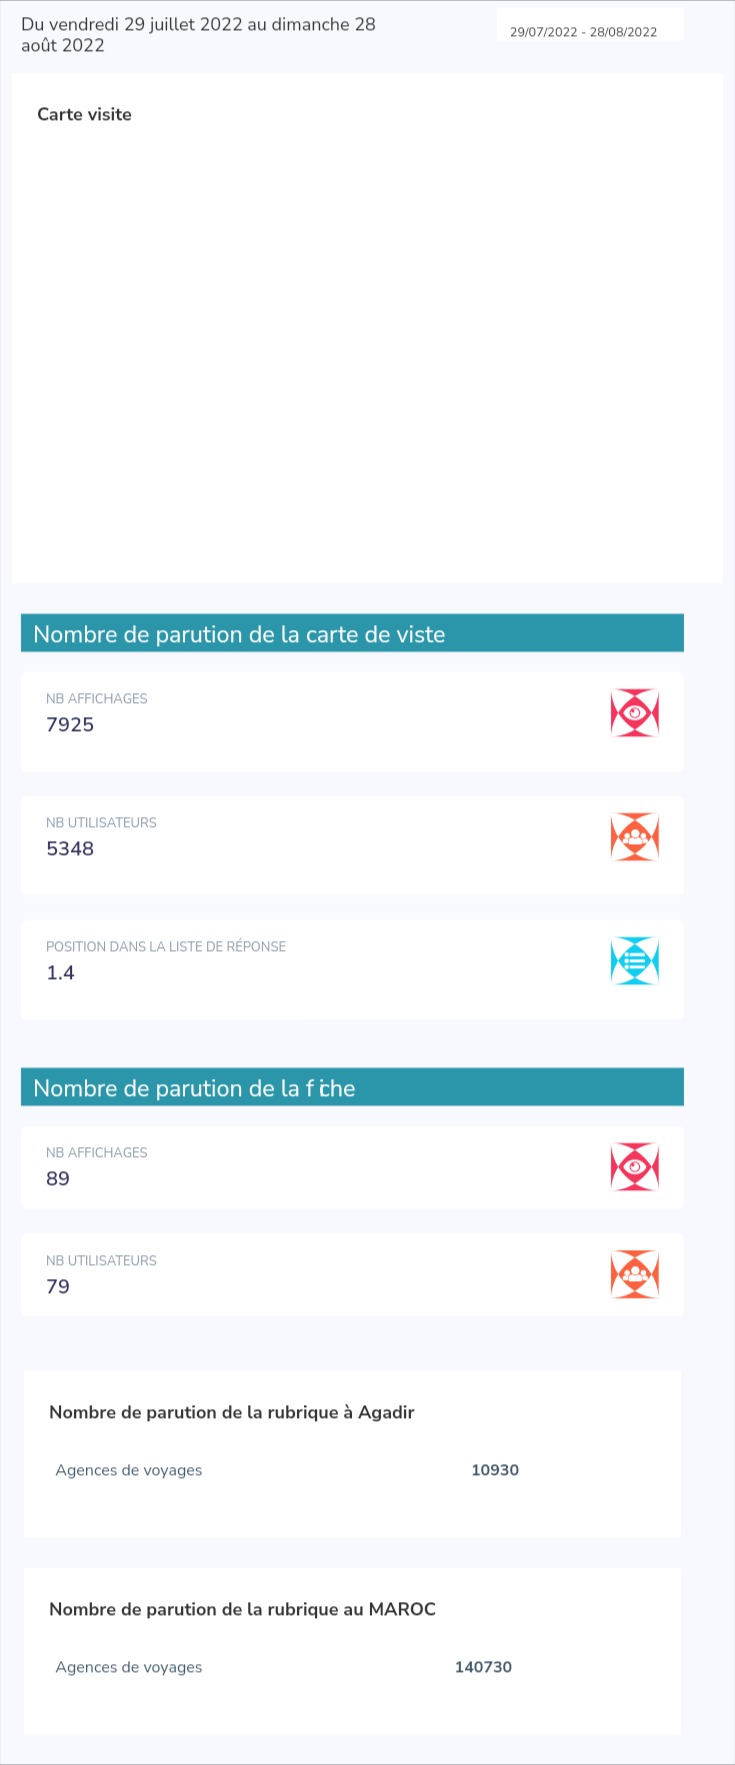 Du vendredi 29 juillet 2022 au dimanche 28
août 2022
29/07/2022 - 28/08/2022
Carte visite
Nombre de parution de la carte de viste
NB AFFICHAGES
7925
NB UTILISATEURS
5348
POSITION DANS LA LISTE DE RÉPONSE
1.4
Nombre de parution de la fiche
NB AFFICHAGES
89
NB UTILISATEURS
79
Nombre de parution de la rubrique à Agadir
Agences de voyages 10930
Nombre de parution de la rubrique au MAROC
Agences de voyages 140730